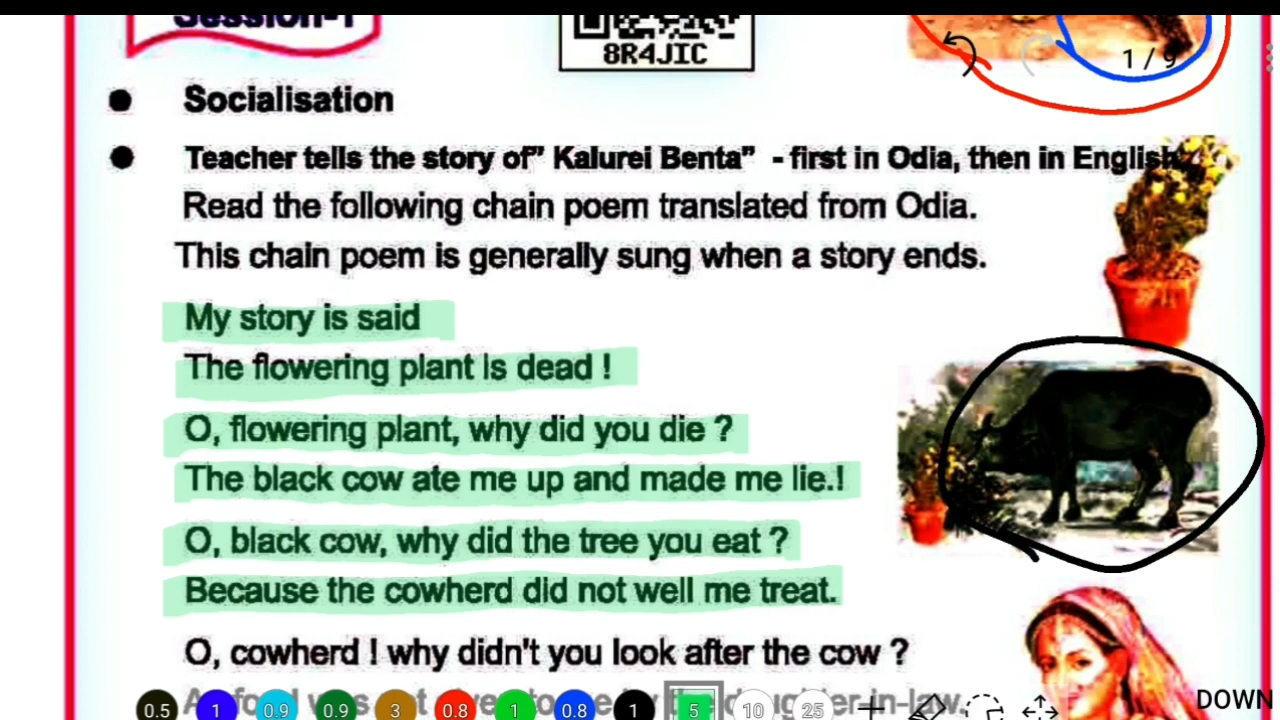 Session-1
8R4JIC
1 / 9
Socialisation
Teacher tells the story of” Kalurei Benta” - first in Odia, then in English.
Read the following chain poem translated from Odia.
This chain poem is generally sung when a story ends.
My story is said
The flowering plant is dead !
O, flowering plant, why did you die ?
The black cow ate me up and made me lie.!
O, black cow, why did the tree you eat ?
Because the cowherd did not well me treat.
O, cowherd ! why didn't you look after the cow ?
daughter-in-law.
DOWN
0.5 1 0.9 0.9 3 0.8 1 0.8 1 5 10 25